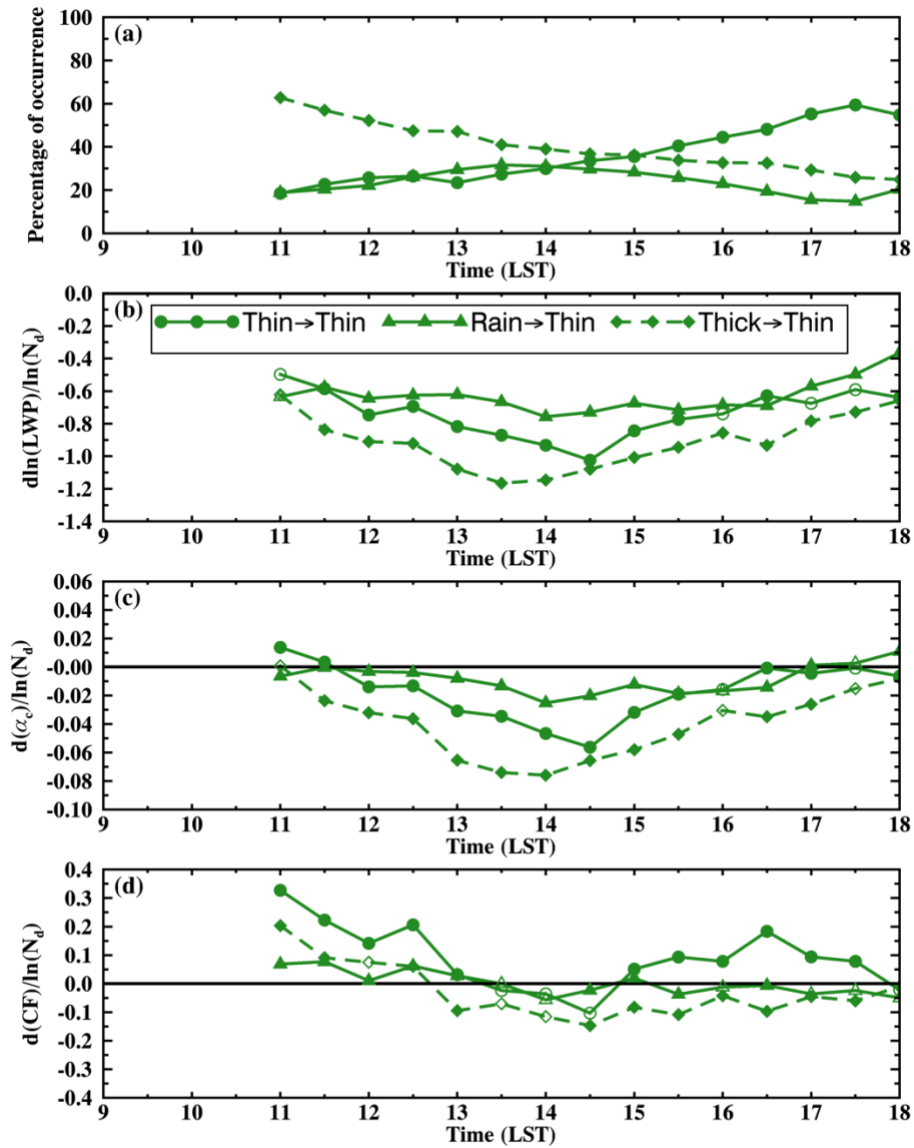 (a)
Percentage of occurrence
100
80
60
40
20
0
9 10 11 12 13 14 15 16 17 18
Time (LST)
(b)
dln(LWP)/ln(N_d)
0.0
-0.2
-0.4
-0.6
-0.8
-1.0
-1.2
-1.4
Thin→Thin Rain→Thin Thick→Thin
9 10 11 12 13 14 15 16 17 18
Time (LST)
(c)
d(α_c)/ln(N_d)
0.06
0.04
0.02
-0.00
-0.02
-0.04
-0.06
-0.08
-0.10
9 10 11 12 13 14 15 16 17 18
Time (LST)
(d)
d(CF)/ln(N_d)
0.4
0.3
0.2
0.1
0.0
-0.1
-0.2
-0.3
-0.4
9 10 11 12 13 14 15 16 17 18
Time (LST)